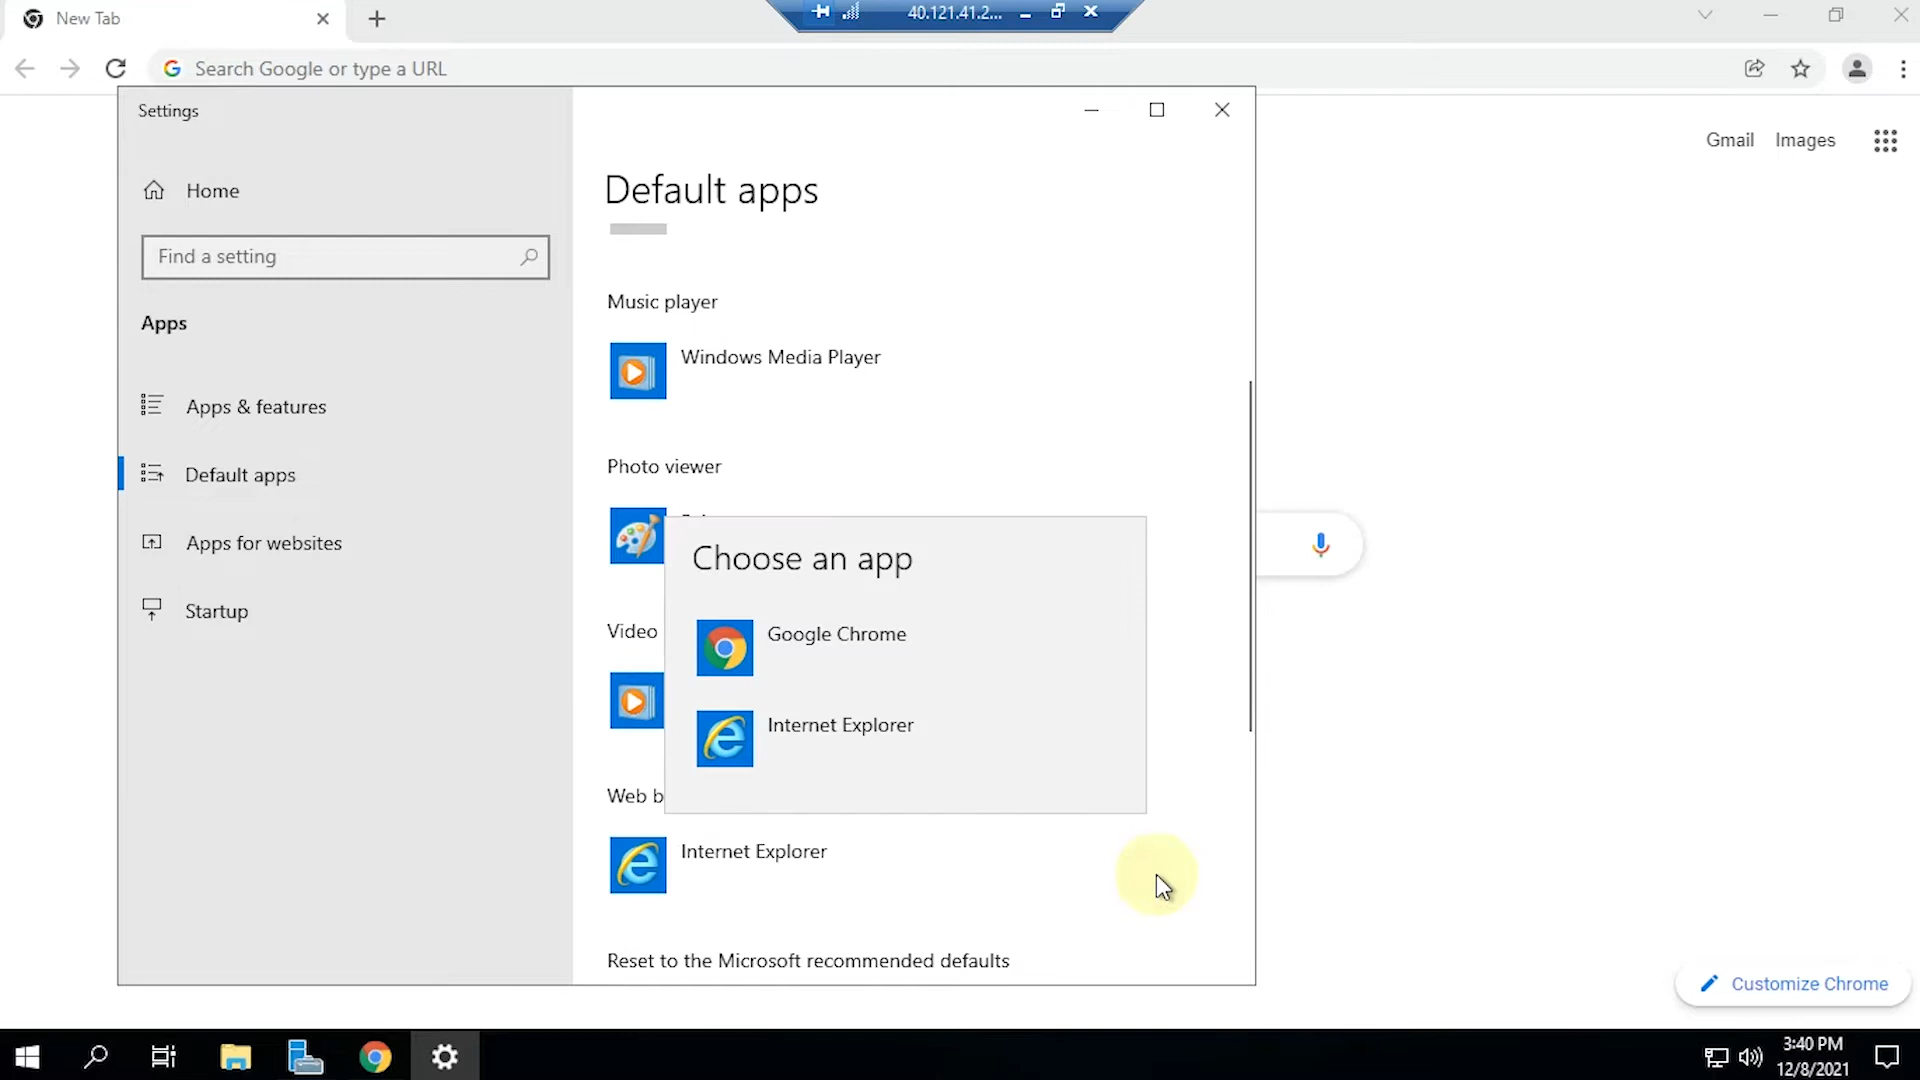 New Tab
40.121.41.2...
Search Google or type a URL
Settings
Gmail Images
Home
Default apps
Find a setting
Music player
Apps
Windows Media Player
Apps & features
Photo viewer
Default apps
Choose an app
Apps for websites
Google Chrome
Startup
Video
Internet Explorer
Web b
Internet Explorer
Reset to the Microsoft recommended defaults
Customize Chrome
3:40 PM
12/8/2021